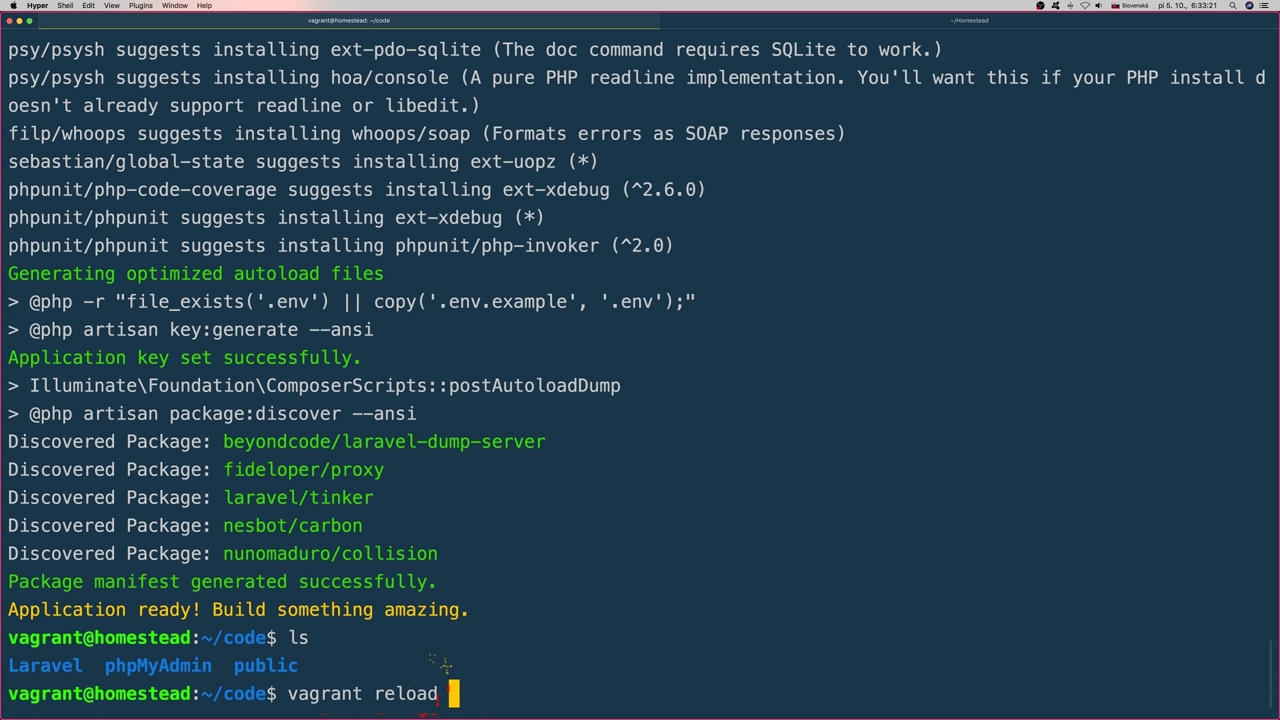 Hyper Shell Edit View Plugins Window Help Slovenská pi 5. 10., 6:33:21
vagrant@homestead: ~/code ~/Homestead
psy/psysh suggests installing ext-pdo-sqlite (The doc command requires SQLite to work.)
psy/psysh suggests installing hoa/console (A pure PHP readline implementation. You'll want this if your PHP install d
oesn't already support readline or libedit.)
filp/whoops suggests installing whoops/soap (Formats errors as SOAP responses)
sebastian/global-state suggests installing ext-uopz (*)
phpunit/php-code-coverage suggests installing ext-xdebug (^2.6.0)
phpunit/phpunit suggests installing ext-xdebug (*)
phpunit/phpunit suggests installing phpunit/php-invoker (^2.0)
Generating optimized autoload files
> @php -r "file_exists('.env') || copy('.env.example', '.env');"
> @php artisan key:generate --ansi
Application key set successfully.
> Illuminate\Foundation\ComposerScripts::postAutoloadDump
> @php artisan package:discover --ansi
Discovered Package: beyondcode/laravel-dump-server
Discovered Package: fideloper/proxy
Discovered Package: laravel/tinker
Discovered Package: nesbot/carbon
Discovered Package: nunomaduro/collision
Package manifest generated successfully.
Application ready! Build something amazing.
vagrant@homestead:~/code$ ls
Laravel phpMyAdmin public
vagrant@homestead:~/code$ vagrant reload